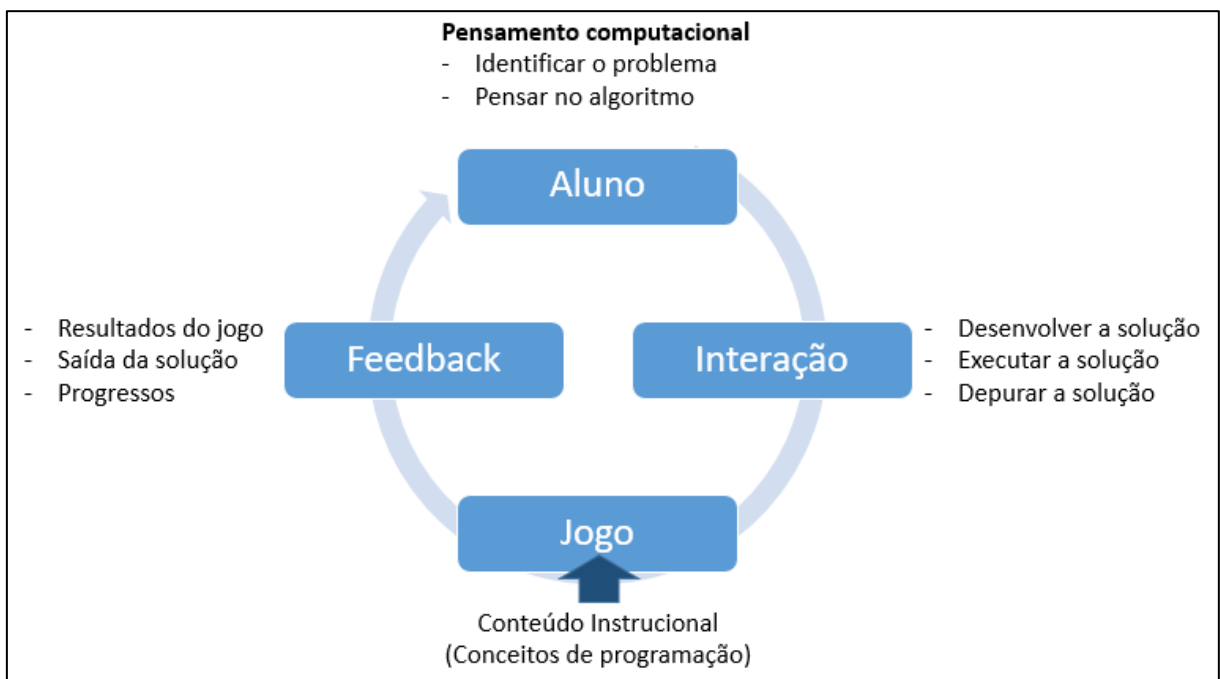 Pensamento computacional
- Identificar o problema
- Pensar no algoritmo
Aluno
- Resultados do jogo
- Saída da solução
- Progressos
Feedback
Interação
- Desenvolver a solução
- Executar a solução
- Depurar a solução
Jogo
Conteúdo Instrucional
(Conceitos de programação)